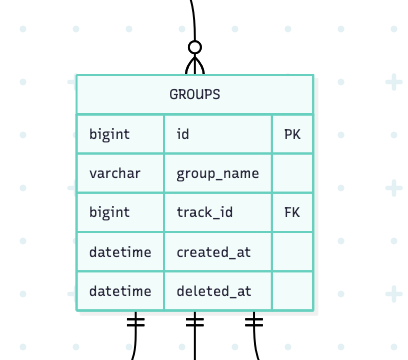 GROUPS
bigint id PK
varchar group_name
bigint track_id FK
datetime created_at
datetime deleted_at